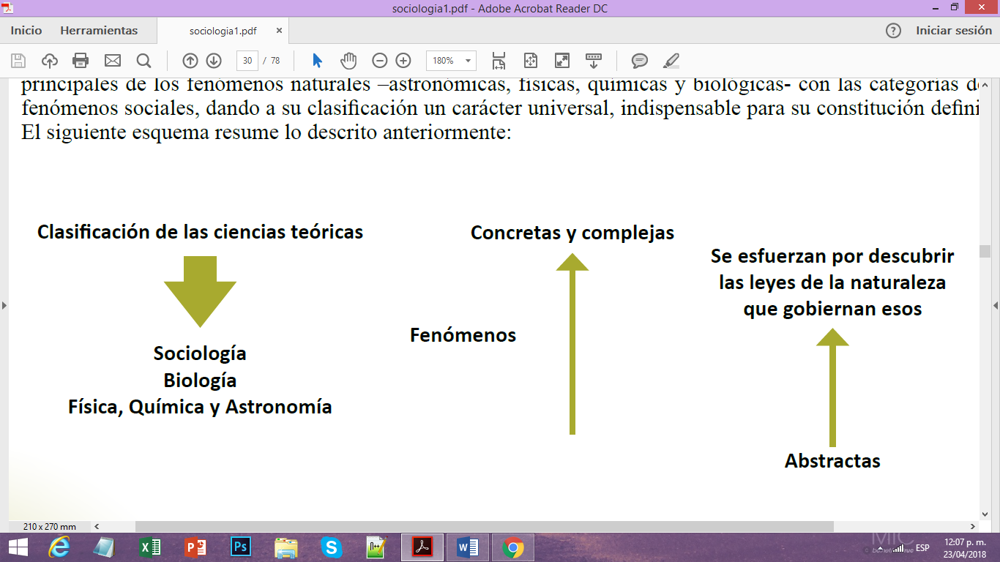 sociologia1.pdf - Adobe Acrobat Reader DC
Inicio Herramientas sociologia1.pdf Iniciar sesión
30 / 78 180%
principales de los fenómenos naturales –astronómicas, físicas, químicas y biológicas- con las categorías d
fenómenos sociales, dando a su clasificación un carácter universal, indispensable para su constitución defini
El siguiente esquema resume lo descrito anteriormente:
Clasificación de las ciencias teóricas
Sociología
Biología
Física, Química y Astronomía
Concretas y complejas
Fenómenos
Se esfuerzan por descubrir
las leyes de la naturaleza
que gobiernan esos
Abstractas
210 x 270 mm
ESP
12:07 p. m.
23/04/2018